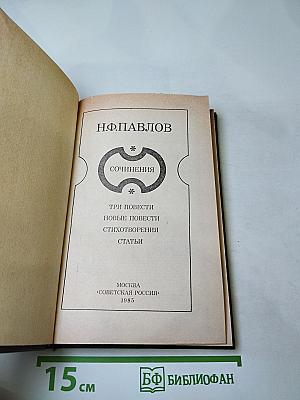 Н.Ф.ПАВЛОВ
СОЧИНЕНИЯ
ТРИ ПОВЕСТИ
НОВЫЕ ПОВЕСТИ
СТИХОТВОРЕНИЯ
СТАТЬИ
МОСКВА
«СОВЕТСКАЯ РОССИЯ»
1985
15 см
БФ БИБЛИОФАН